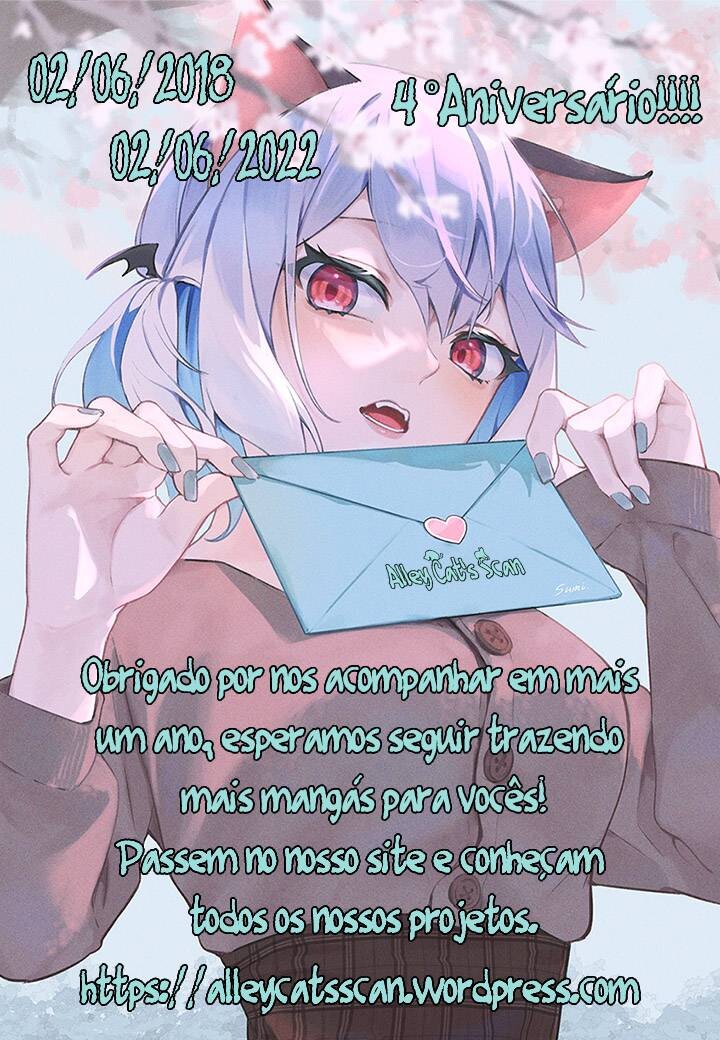 02/06/2018
02/06/2022
4°Aniversário!!!!
Alley Cat's Scan
Sumi.
Obrigado por nos acompanhar em mais
um ano, esperamos seguir trazendo
mais mangás para vocês!
Passem no nosso site e conheçam
todos os nossos projetos.
https://alleycatsscan.wordpress.com